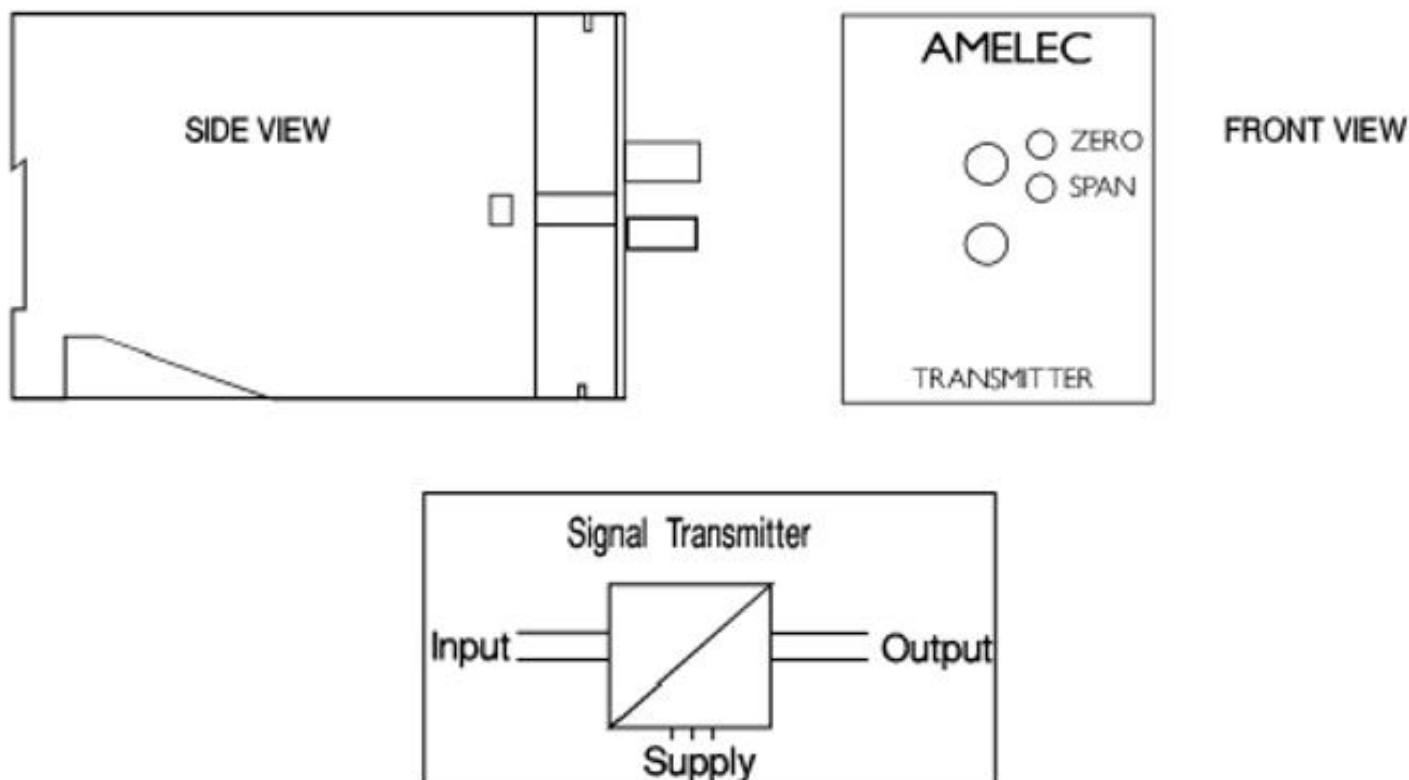 SIDE VIEW
AMELEC
ZERO
SPAN
TRANSMITTER
FRONT VIEW
Signal Transmitter
Input
Output
Supply